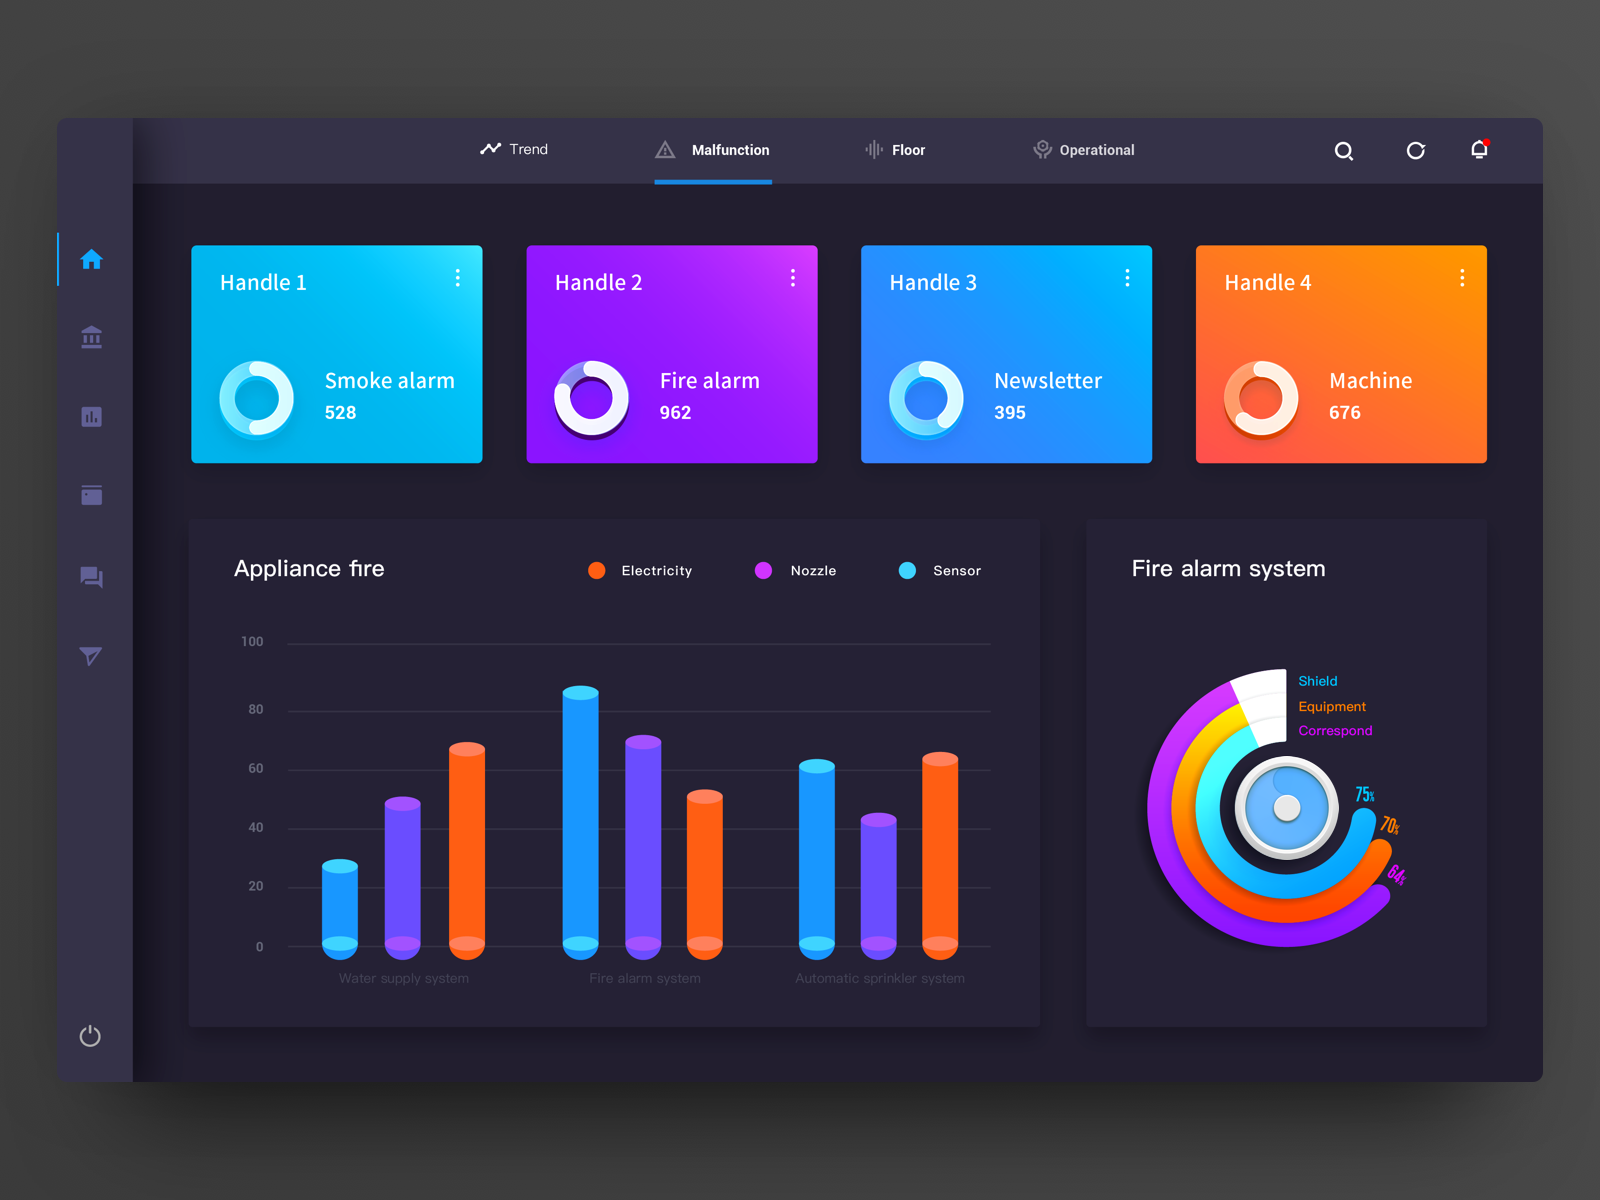 Trend
Malfunction
Floor
Operational
Handle 1
Smoke alarm
528
Handle 2
Fire alarm
962
Handle 3
Newsletter
395
Handle 4
Machine
676
Appliance fire
Electricity
Nozzle
Sensor
100
80
60
40
20
0
Water supply system
Fire alarm system
Automatic sprinkler system
Fire alarm system
Shield
Equipment
Correspond
75%
70%
64%